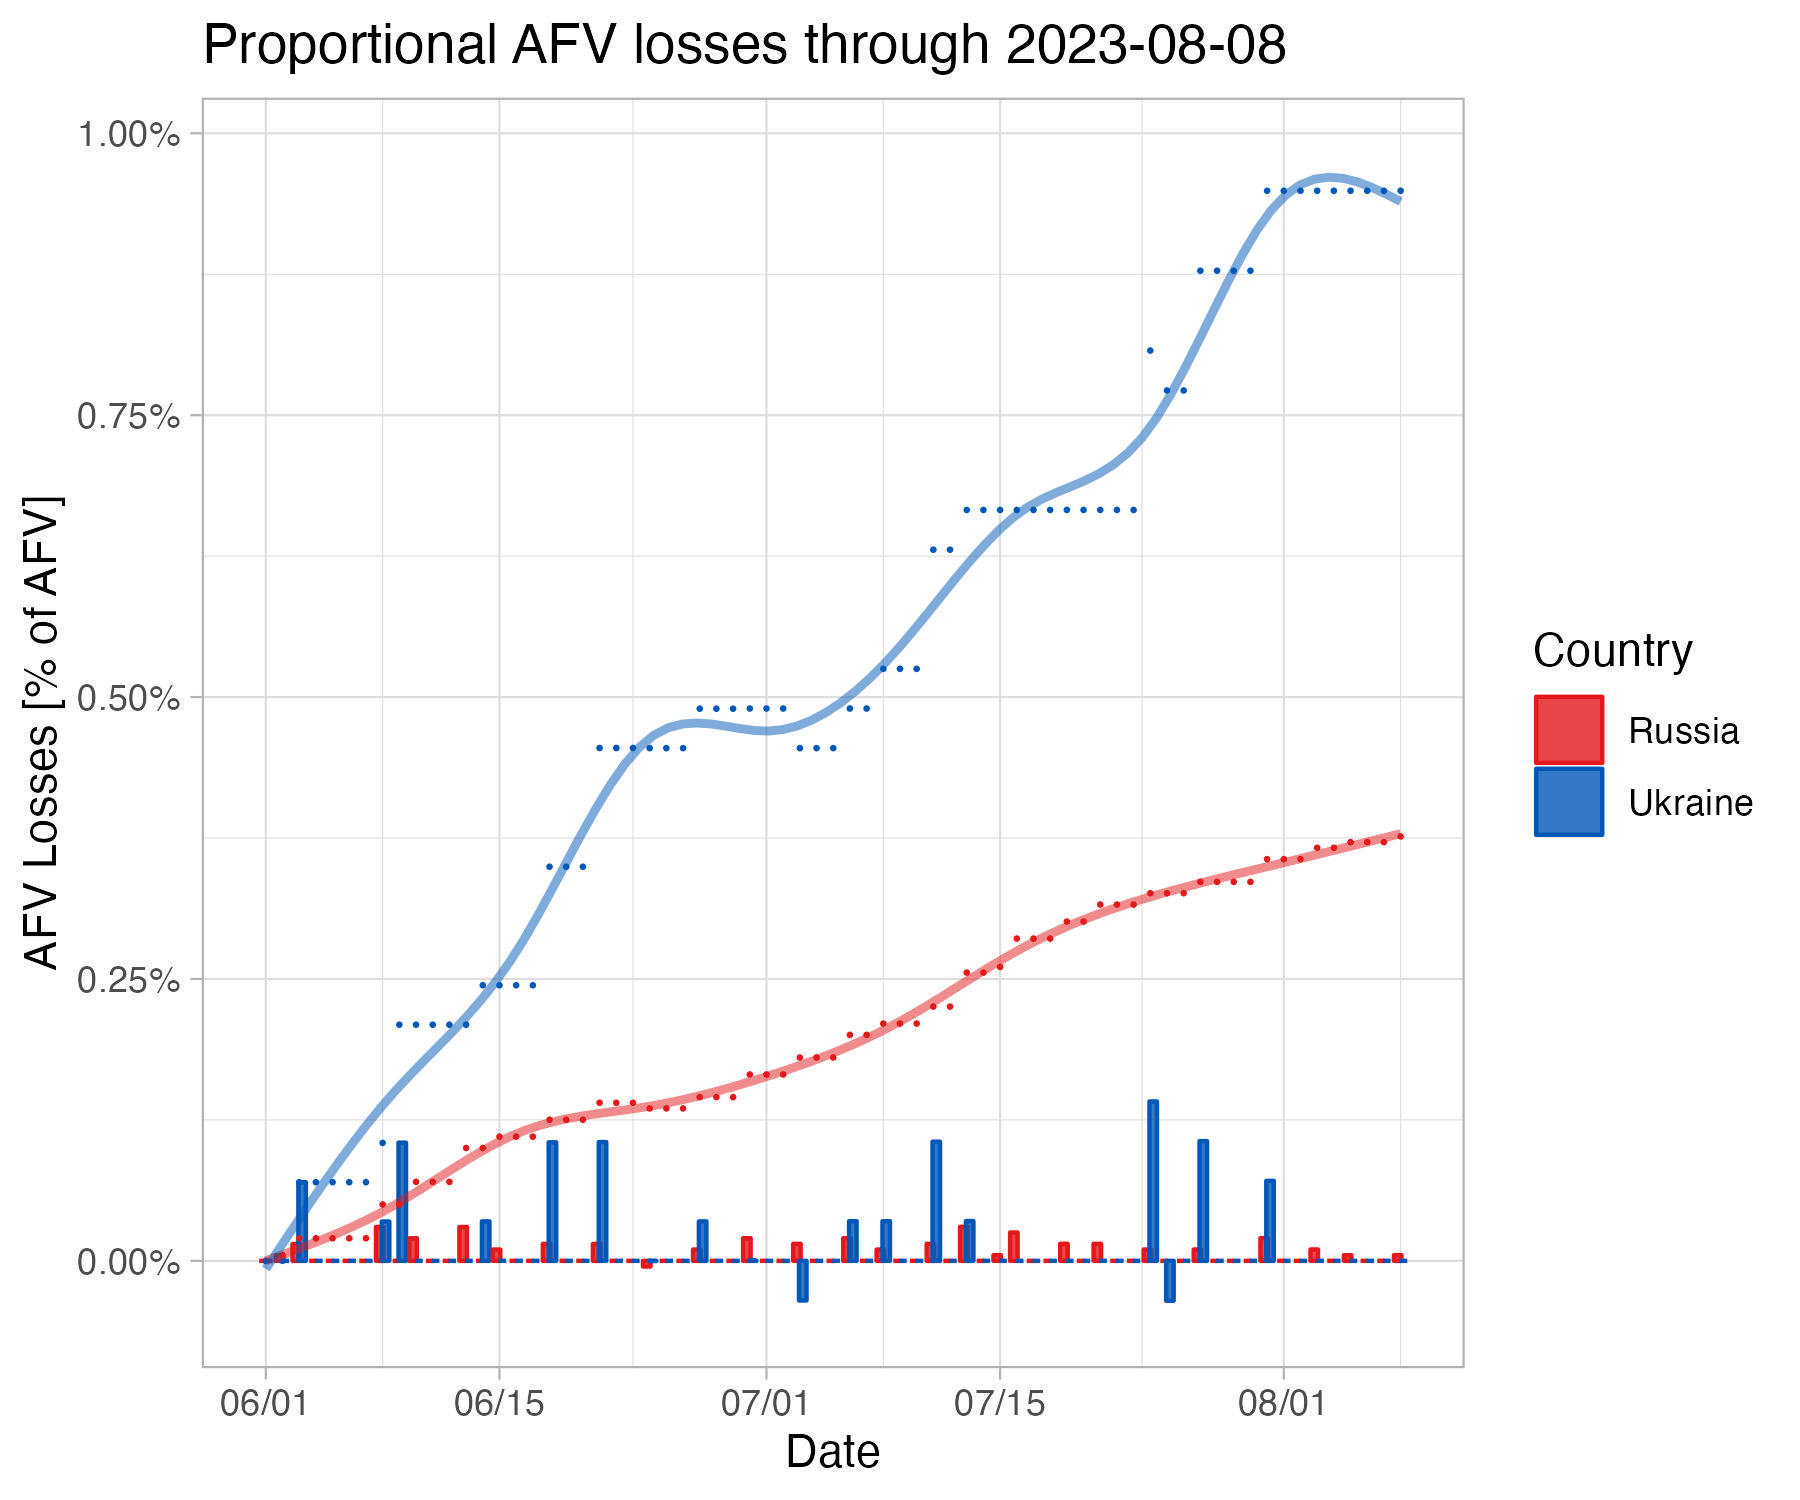 Proportional AFV losses through 2023-08-08
1.00%
0.75%
0.50%
0.25%
0.00%
AFV Losses [% of AFV]
06/01
06/15
07/01
07/15
08/01
Date
Country
Russia
Ukraine